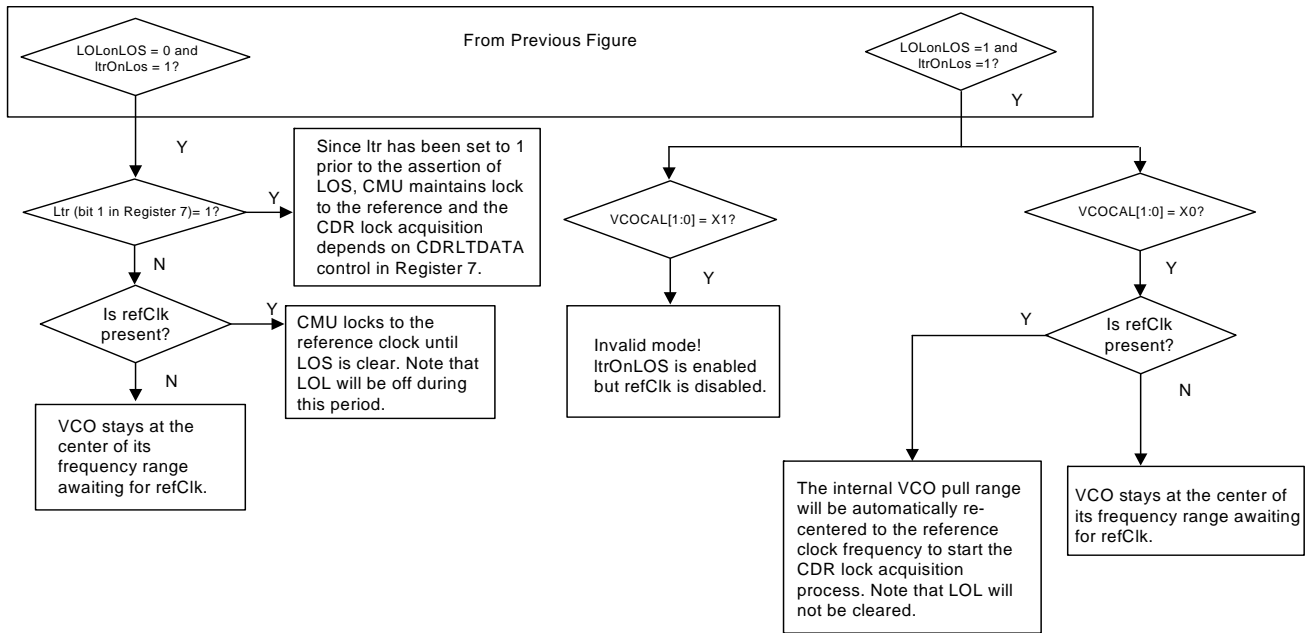 LOLonLOS = 0 and
ltrOnLos = 1?
From Previous Figure
LOLonLOS =1 and
ltrOnLos =1?
Y
Y
Since ltr has been set to 1
prior to the assertion of
LOS, CMU maintains lock
to the reference and the
CDR lock acquisition
depends on CDRLTDATA
control in Register 7.
Ltr (bit 1 in Register 7)= 1?
Y
VCOCAL[1:0] = X1?
VCOCAL[1:0] = X0?
N
Y
Y
Is refClk
present?
Y
CMU locks to the
reference clock until
LOS is clear. Note that
LOL will be off during
this period.
Invalid mode!
ltrOnLOS is enabled
but refClk is disabled.
Y
Is refClk
present?
N
N
VCO stays at the
center of its
frequency range
awaiting for refClk.
The internal VCO pull range
will be automatically re-
centered to the reference
clock frequency to start the
CDR lock acquisition
process. Note that LOL will
not be cleared.
VCO stays at the center of
its frequency range awaiting
for refClk.